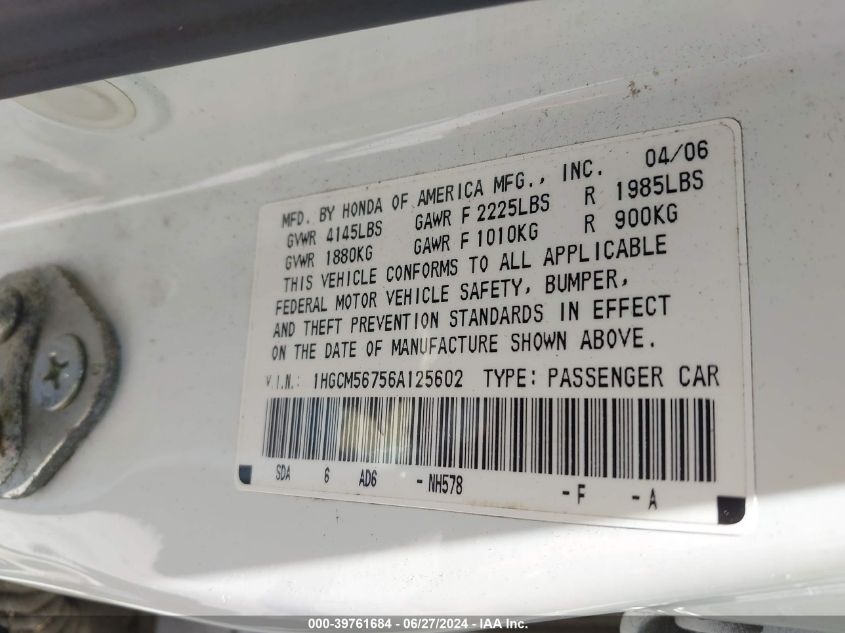 04/06
MFD. BY HONDA OF AMERICA MFG., INC.
GVWR 4145LBS GAWR F 2225LBS R 1985LBS
GVWR 1880KG GAWR F 1010KG R 900KG
THIS VEHICLE CONFORMS TO ALL APPLICABLE
FEDERAL MOTOR VEHICLE SAFETY, BUMPER,
AND THEFT PREVENTION STANDARDS IN EFFECT
ON THE DATE OF MANUFACTURE SHOWN ABOVE.
V.I.N.: 1HGCM56756A125602 TYPE: PASSENGER CAR
SDA 6 AD6 -NH578 -F -A
000-39761684 - 06/27/2024 - IAA Inc.